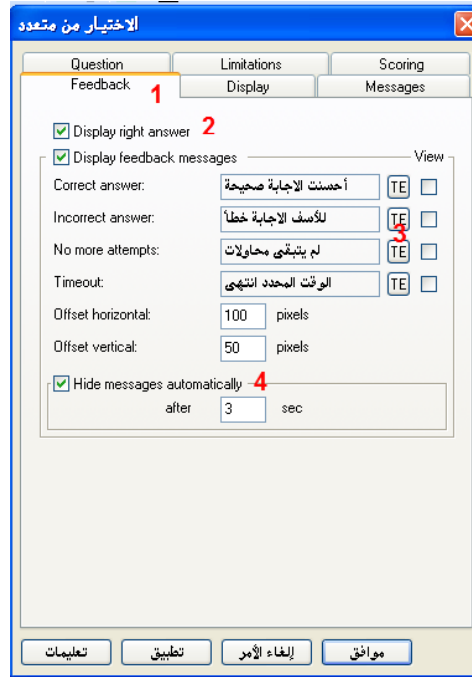 الاختيار من متعدد
Question Limitations Scoring
Feedback 1 Display Messages
Display right answer 2
Display feedback messages View
Correct answer: أحسنت الاجابة صحيحة TE
Incorrect answer: للأسف الاجابة خطأ TE
3
No more attempts: لم يتبقى محاولات TE
Timeout: الوقت المحدد انتهى TE
Offset horizontal: 100 pixels
Offset vertical: 50 pixels
Hide messages automatically 4
after 3 sec
تعليمات تطبيق إلغاء الأمر موافق